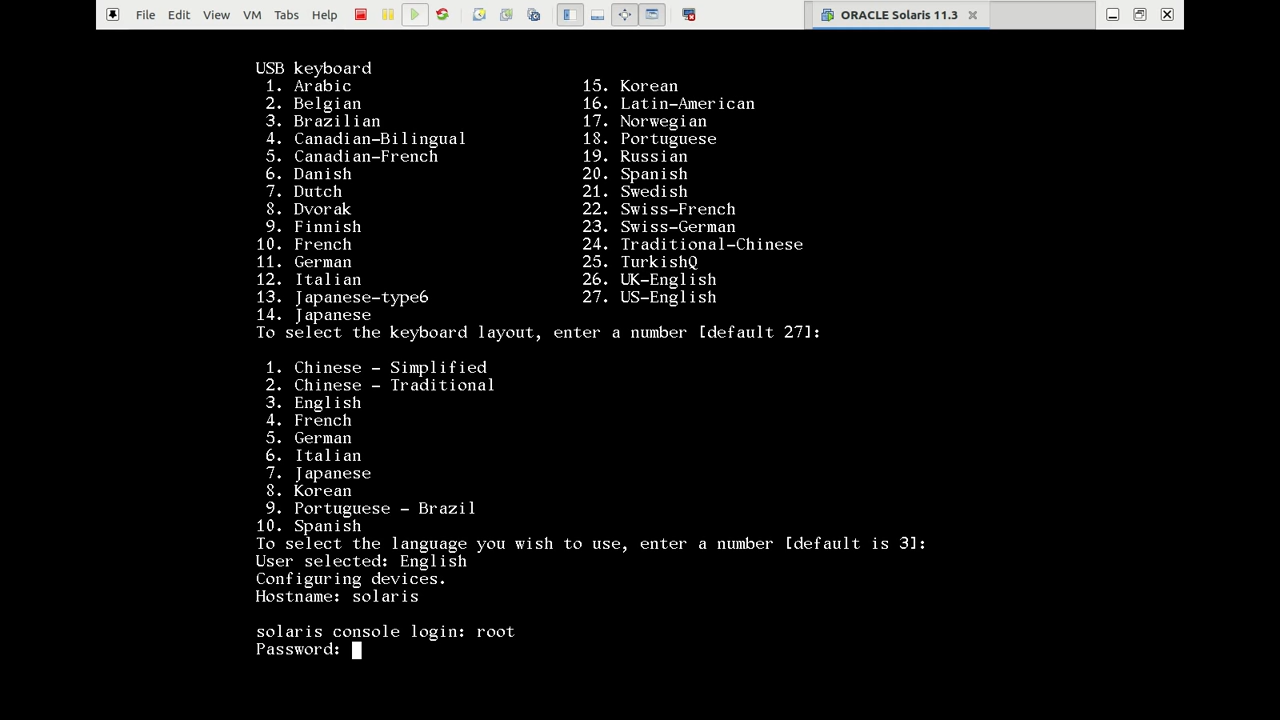 File Edit View VM Tabs Help ORACLE Solaris 11.3
USB keyboard
1. Arabic 15. Korean
2. Belgian 16. Latin-American
3. Brazilian 17. Norwegian
4. Canadian-Bilingual 18. Portuguese
5. Canadian-French 19. Russian
6. Danish 20. Spanish
7. Dutch 21. Swedish
8. Dvorak 22. Swiss-French
9. Finnish 23. Swiss-German
10. French 24. Traditional-Chinese
11. German 25. TurkishQ
12. Italian 26. UK-English
13. Japanese-type6 27. US-English
14. Japanese
To select the keyboard layout, enter a number [default 27]:
1. Chinese - Simplified
2. Chinese - Traditional
3. English
4. French
5. German
6. Italian
7. Japanese
8. Korean
9. Portuguese - Brazil
10. Spanish
To select the language you wish to use, enter a number [default is 3]:
User selected: English
Configuring devices.
Hostname: solaris
solaris console login: root
Password: